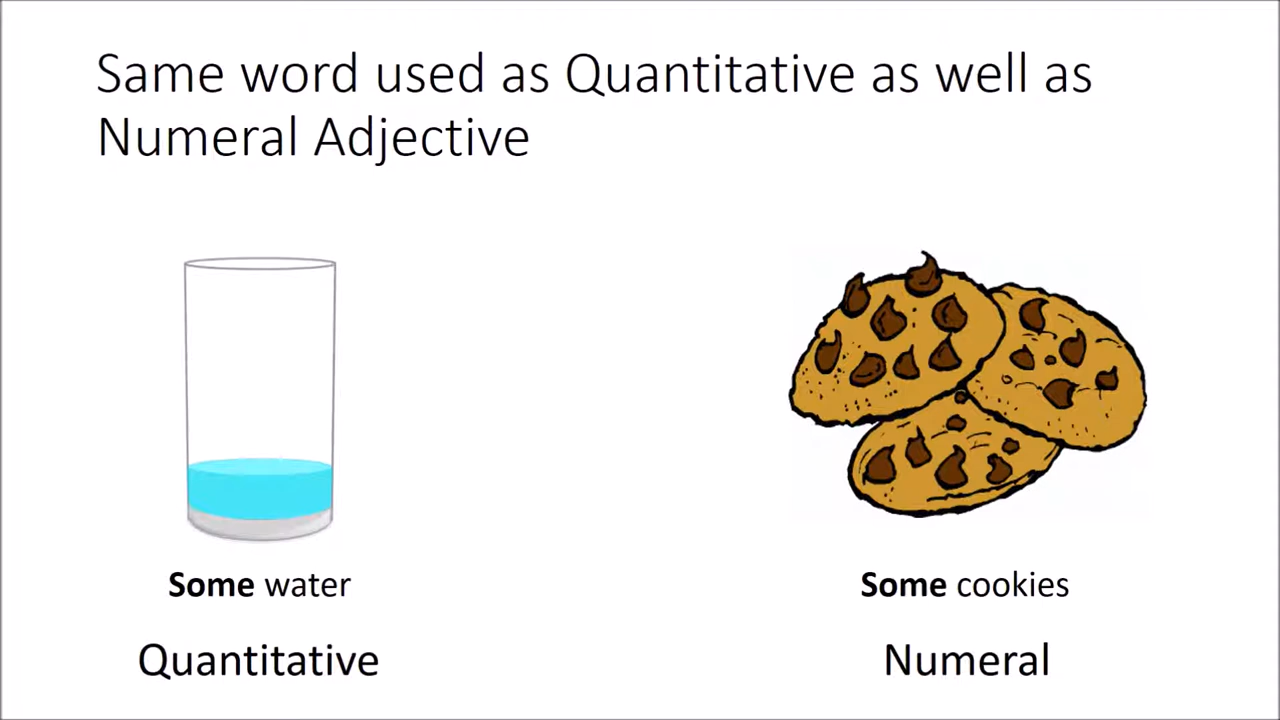 Same word used as Quantitative as well as
Numeral Adjective
Some water
Some cookies
Quantitative
Numeral